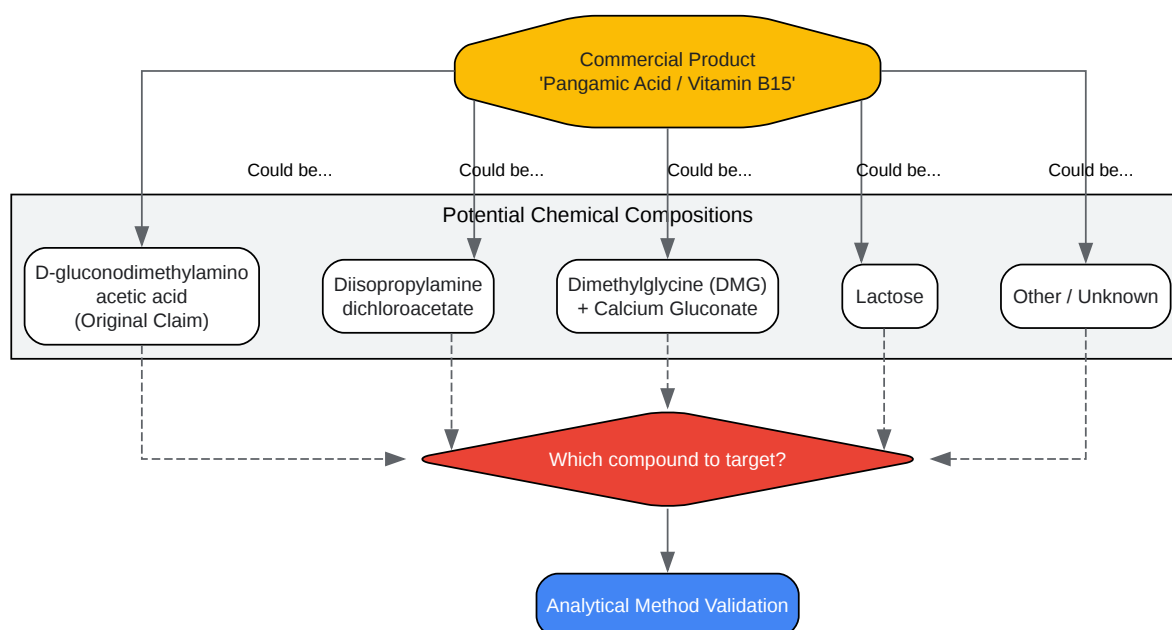 Commercial Product
'Pangamic Acid / Vitamin B15'
Could be...
Could be...
Could be...
Could be...
Could be...
Potential Chemical Compositions
D-gluconodimethylamino
acetic acid
(Original Claim)
Diisopropylamine
dichloroacetate
Dimethylglycine (DMG)
+ Calcium Gluconate
Lactose
Other / Unknown
Which compound to target?
Analytical Method Validation